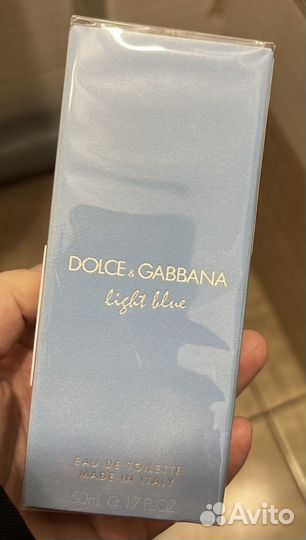 DOLCE & GABBANA
light blue
EAU DE TOILETTE
MADE IN ITALY
50ml ℮ 1.7 FL.OZ.
Avito